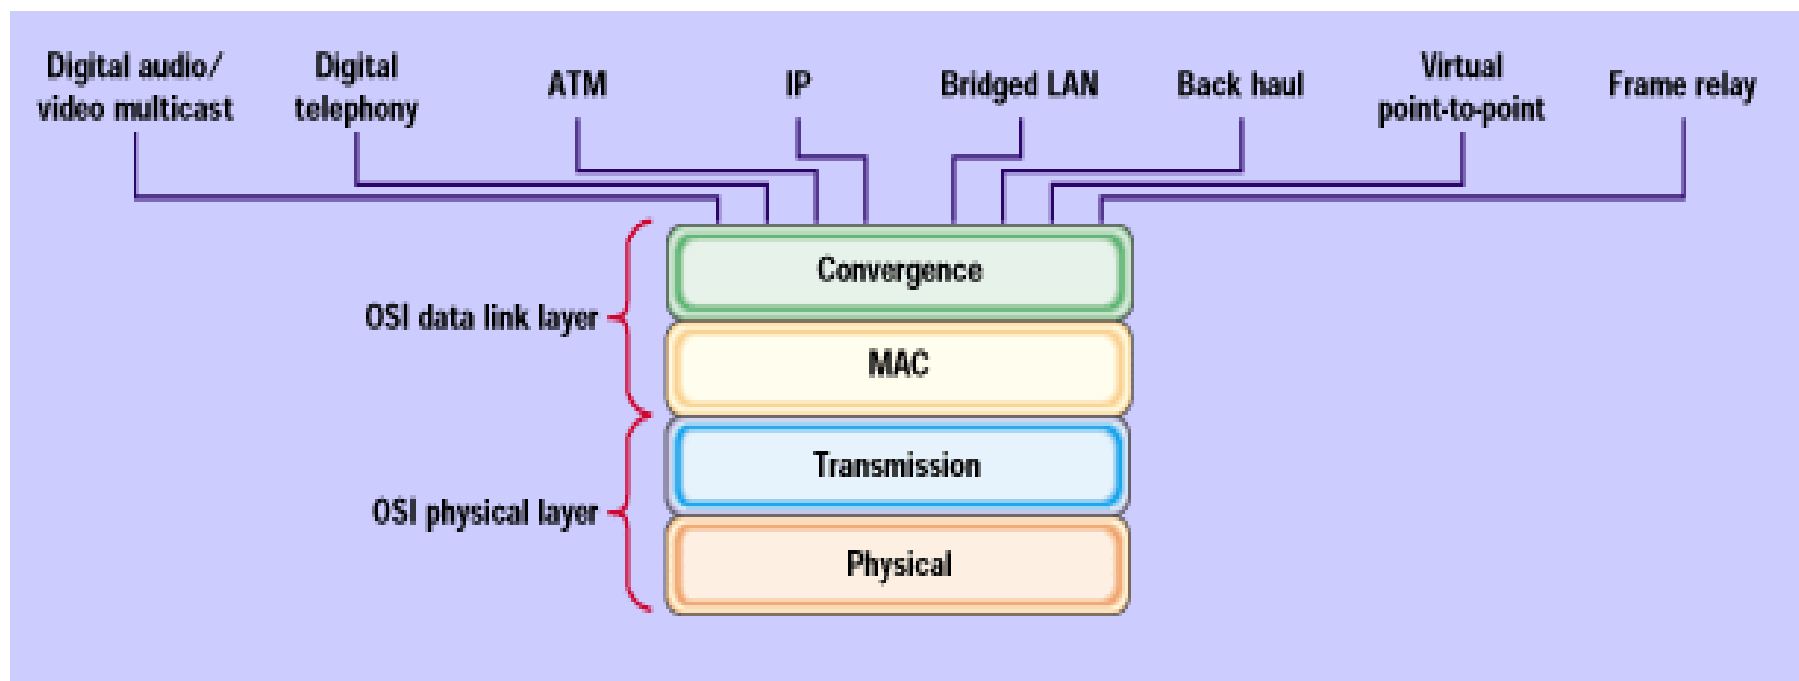 Digital audio/
video multicast
Digital
telephony
ATM
IP
Bridged LAN
Back haul
Virtual
point-to-point
Frame relay
Convergence
OSI data link layer
MAC
Transmission
OSI physical layer
Physical